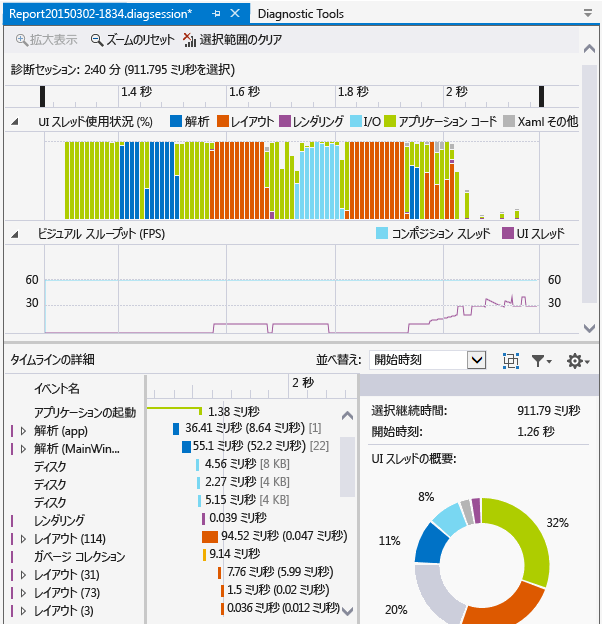 Report20150302-1834.diagsession* Diagnostic Tools
拡大表示 ズームのリセット 選択範囲のクリア
診断セッション: 2:40 分 (911.795 ミリ秒を選択)
1.4 秒 1.6 秒 1.8 秒 2 秒
UI スレッド使用状況 (%) 解析 レイアウト レンダリング I/O アプリケーション コード Xaml その他
ビジュアル スループット (FPS) コンポジション スレッド UI スレッド
60 60
30 30
タイムラインの詳細 並べ替え: 開始時刻
イベント名 2 秒
アプリケーションの起動 1.38 ミリ秒
解析 (app) 36.41 ミリ秒 (8.64 ミリ秒) [1]
解析 (MainWin... 55.1 ミリ秒 (52.2 ミリ秒) [22]
ディスク 4.56 ミリ秒 [8 KB]
ディスク 2.27 ミリ秒 [4 KB]
ディスク 5.15 ミリ秒 [4 KB]
レンダリング 0.039 ミリ秒
レイアウト (114) 94.52 ミリ秒 (0.047 ミリ秒)
ガベージ コレクション 9.14 ミリ秒
レイアウト (31) 7.76 ミリ秒 (5.99 ミリ秒)
レイアウト (73) 1.5 ミリ秒 (0.02 ミリ秒)
レイアウト (3) 0.036 ミリ秒 (0.012 ミリ秒)
選択継続時間: 911.79 ミリ秒
開始時刻: 1.26 秒
UI スレッドの概要:
8%
32%
11%
20%